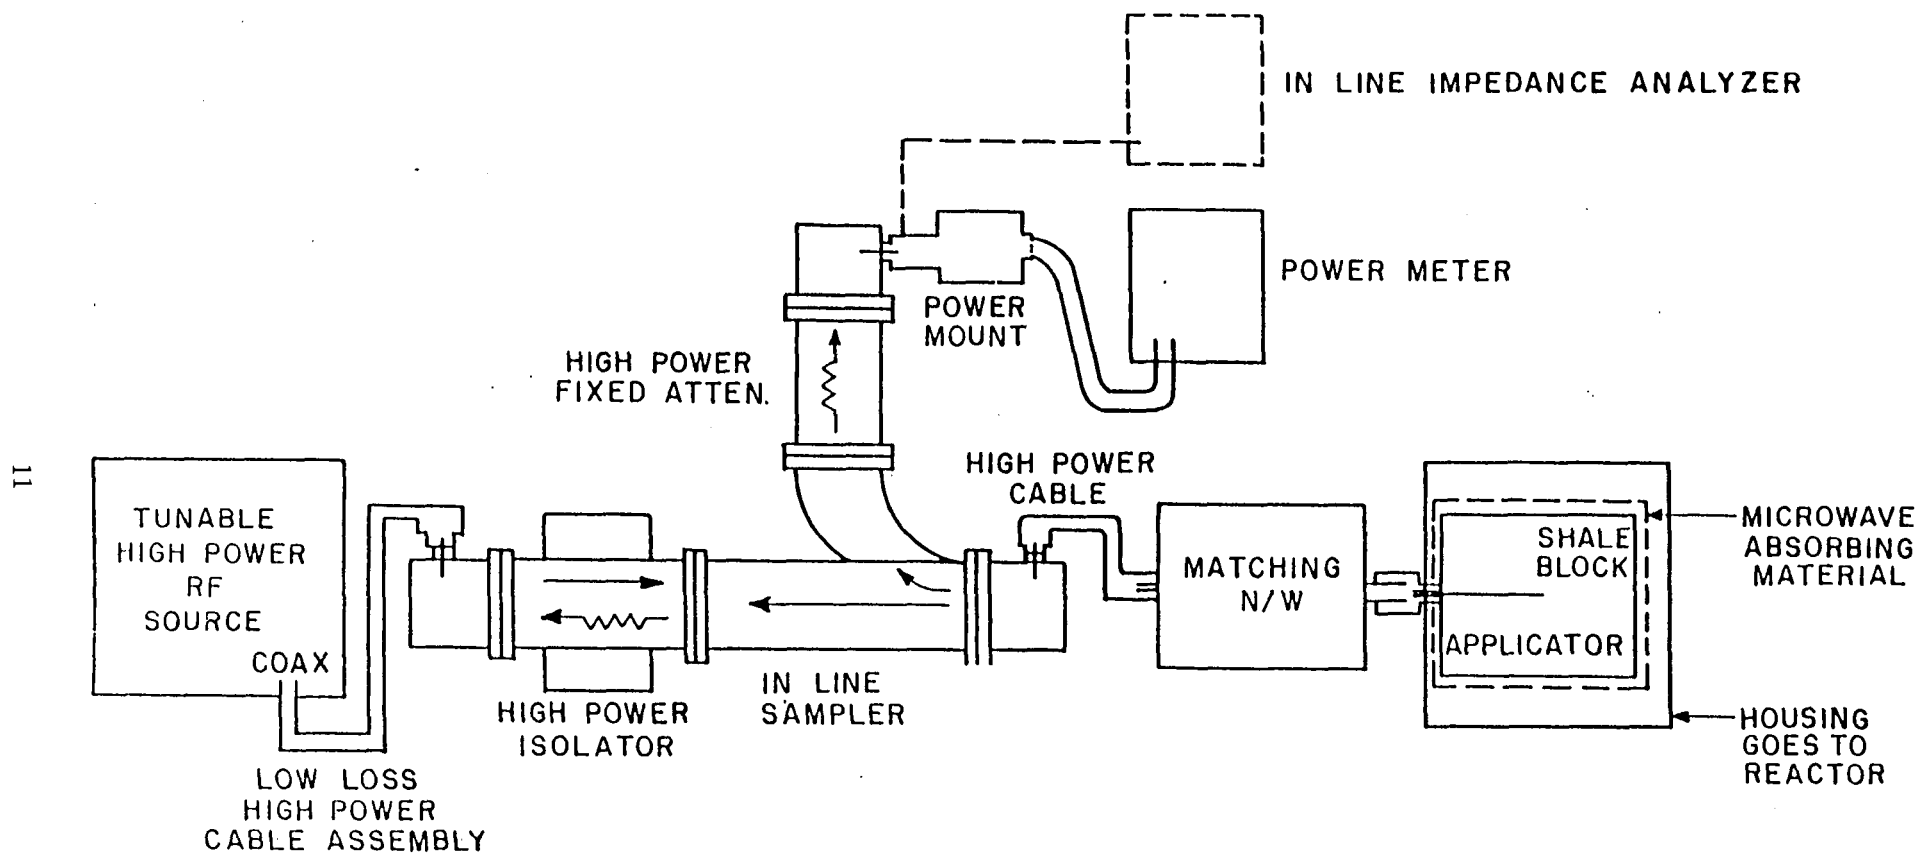 IN LINE IMPEDANCE ANALYZER
POWER METER
POWER
MOUNT
HIGH POWER
FIXED ATTEN.
HIGH POWER
CABLE
11
TUNABLE
HIGH POWER
RF
SOURCE
COAX
MATCHING
N/W
SHALE
BLOCK
APPLICATOR
MICROWAVE
ABSORBING
MATERIAL
IN LINE
SAMPLER
HIGH POWER
ISOLATOR
HOUSING
GOES TO
REACTOR
LOW LOSS
HIGH POWER
CABLE ASSEMBLY